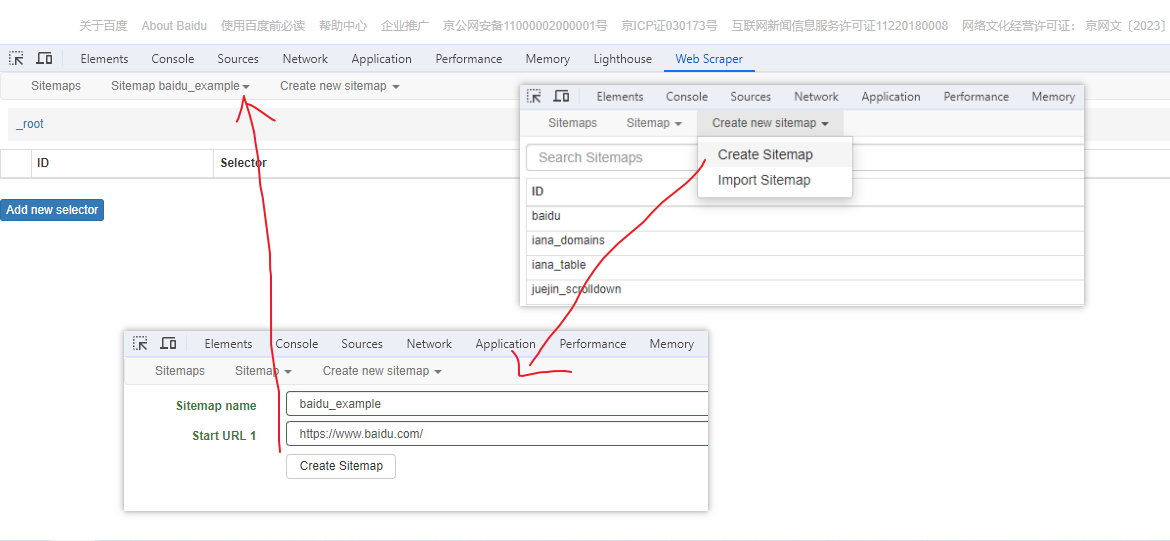 关于百度 About Baidu 使用百度前必读 帮助中心 企业推广 京公网安备11000002000001号 京ICP证030173号 互联网新闻信息服务许可证11220180008 网络文化经营许可证： 京网文〔2023〕
Elements Console Sources Network Application Performance Memory Lighthouse Web Scraper
Sitemaps Sitemap baidu_example Create new sitemap
_root
ID Selector
Add new selector
Elements Console Sources Network Application Performance Memory
Sitemaps Sitemap Create new sitemap
Search Sitemaps
Create Sitemap
Import Sitemap
ID
baidu
iana_domains
iana_table
juejin_scrolldown
Elements Console Sources Network Application Performance Memory
Sitemaps Sitemap Create new sitemap
Sitemap name baidu_example
Start URL 1 https://www.baidu.com/
Create Sitemap